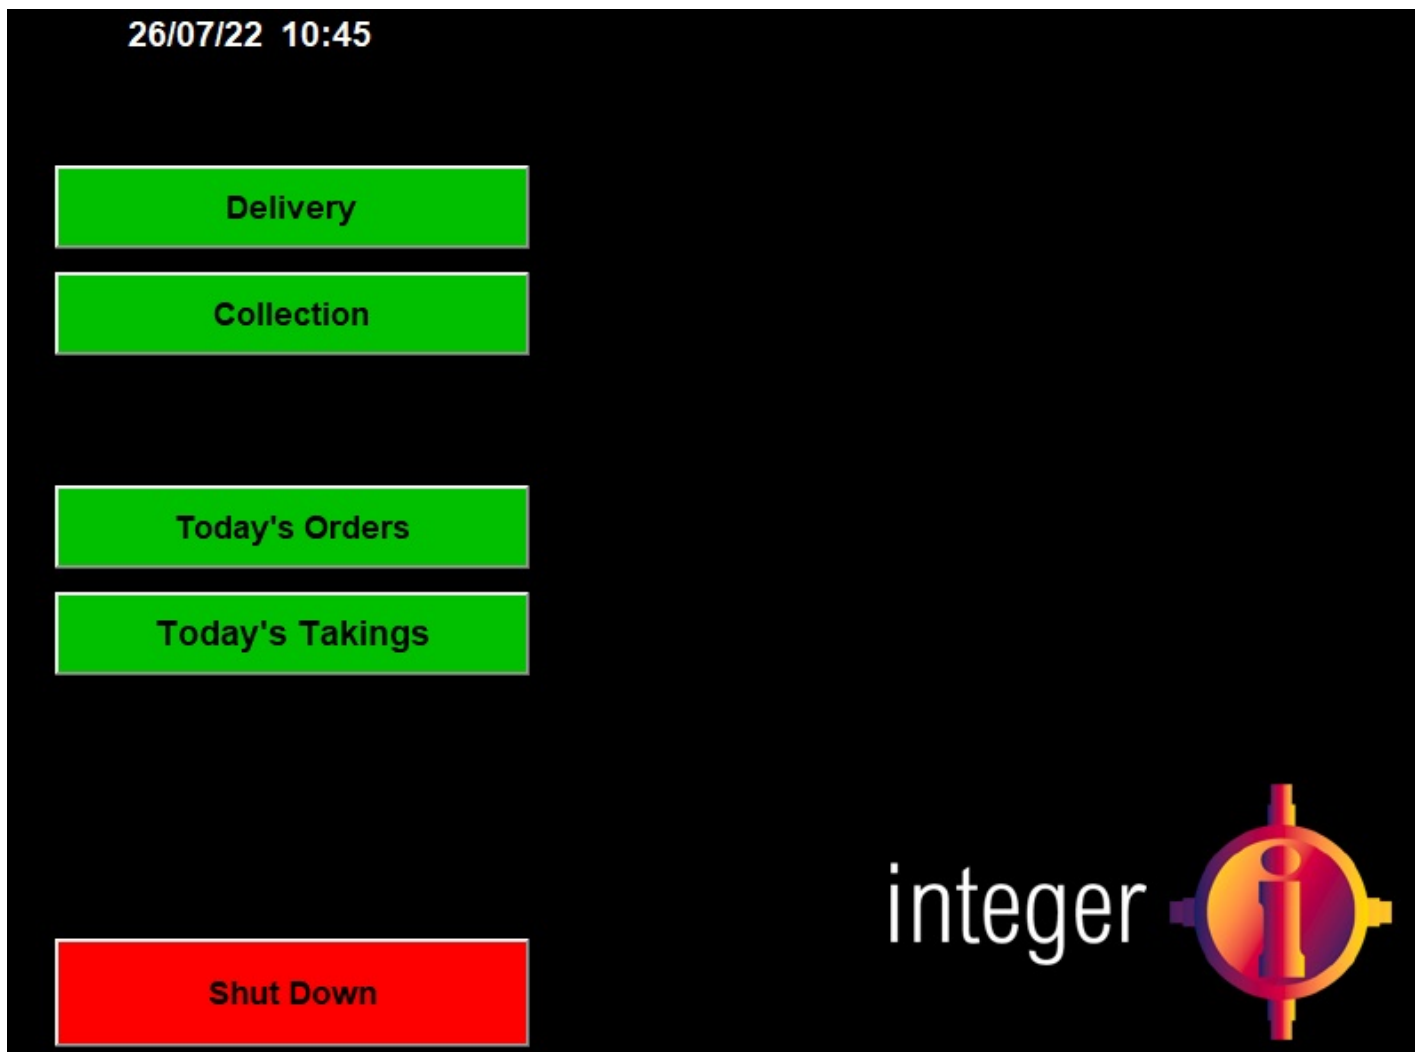 26/07/22 10:45
Delivery
Collection
Today's Orders
Today's Takings
Shut Down
integer i